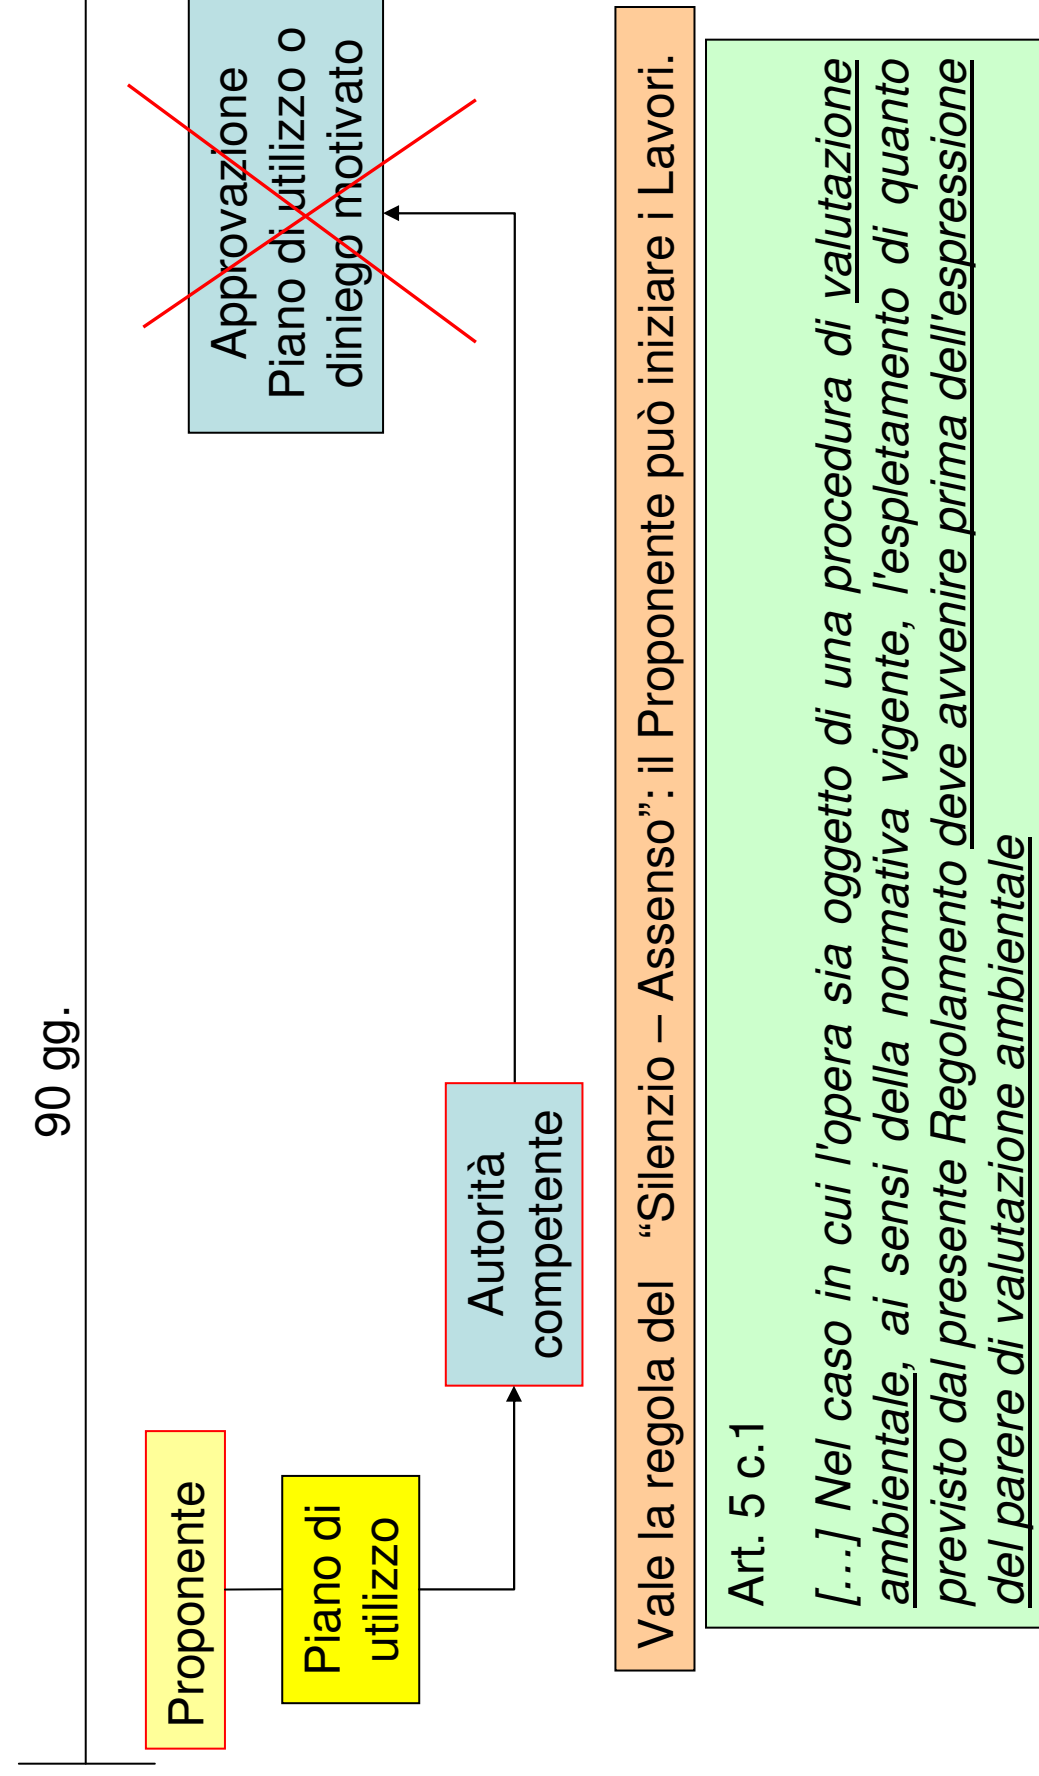 90 gg.
Proponente
Piano di
utilizzo
Autorità
competente
Approvazione
Piano di utilizzo o
diniego motivato
Vale la regola del “Silenzio – Assenso”: il Proponente può iniziare i Lavori.
Art. 5 c.1
[…] Nel caso in cui l'opera sia oggetto di una procedura di valutazione
ambientale, ai sensi della normativa vigente, l'espletamento di quanto
previsto dal presente Regolamento deve avvenire prima dell'espressione
del parere di valutazione ambientale